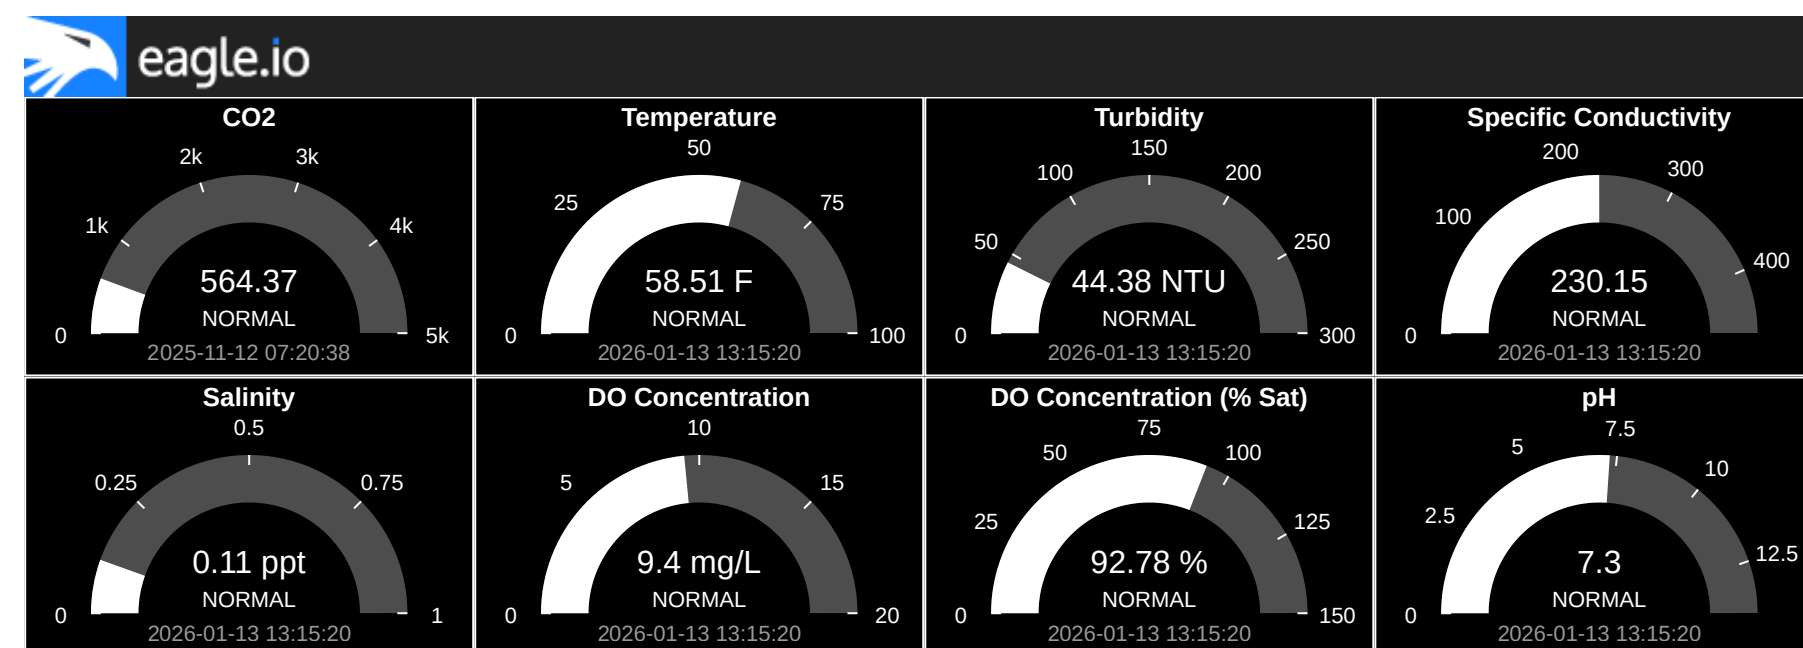 eagle.io
CO2
2k
3k
1k
4k
564.37
NORMAL
0
5k
2025-11-12 07:20:38
Temperature
50
25
75
58.51 F
NORMAL
0
100
2026-01-13 13:15:20
Turbidity
150
100
200
50
250
44.38 NTU
NORMAL
0
300
2026-01-13 13:15:20
Specific Conductivity
200
300
100
400
230.15
NORMAL
0
2026-01-13 13:15:20
Salinity
0.5
0.25
0.75
0.11 ppt
NORMAL
0
1
2026-01-13 13:15:20
DO Concentration
10
5
15
9.4 mg/L
NORMAL
0
20
2026-01-13 13:15:20
DO Concentration (% Sat)
75
50
100
25
125
92.78 %
NORMAL
0
150
2026-01-13 13:15:20
pH
7.5
5
10
2.5
12.5
7.3
NORMAL
0
2026-01-13 13:15:20